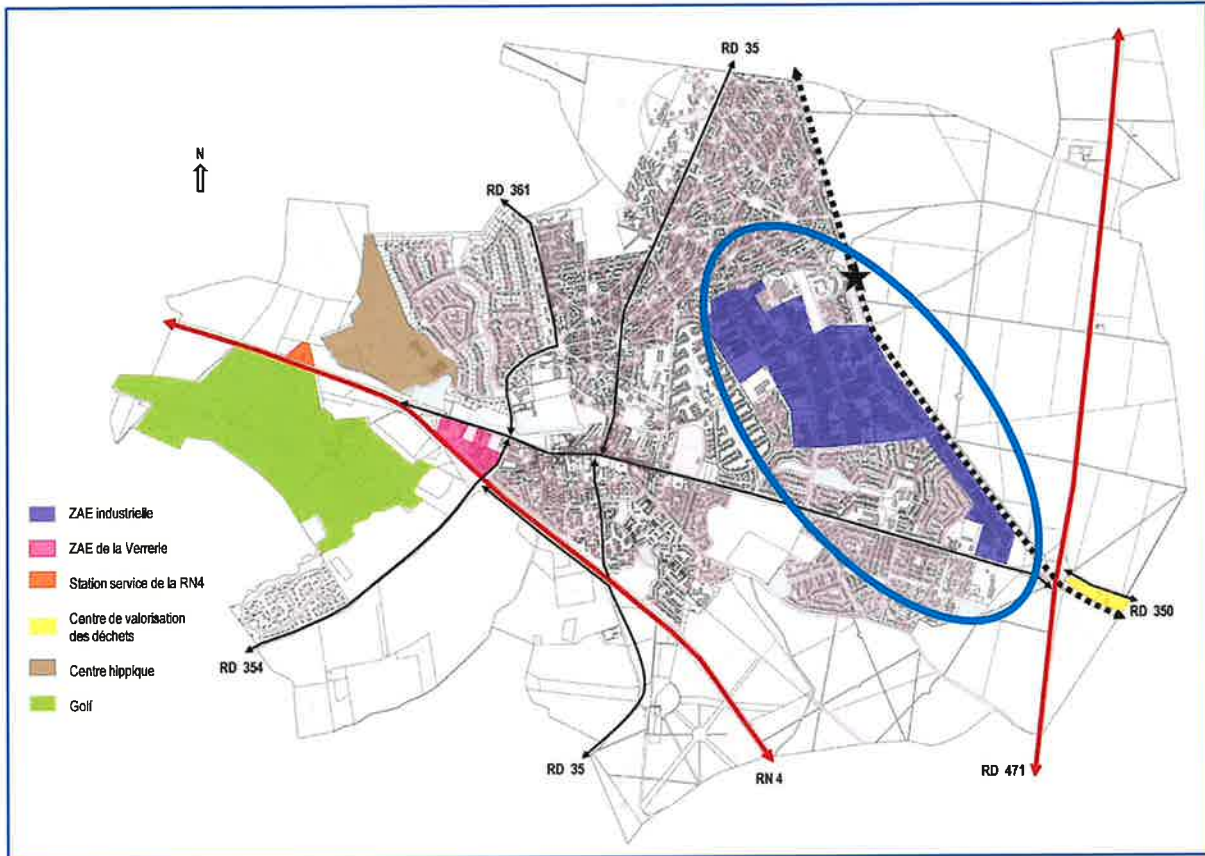 RD 35
N
RD 361
ZAE industrielle
ZAE de la Verrerie
Station service de la RN4
Centre de valorisation
des déchets
Centre hippique
Golf
RD 350
RD 354
RD 35
RN 4
RD 471